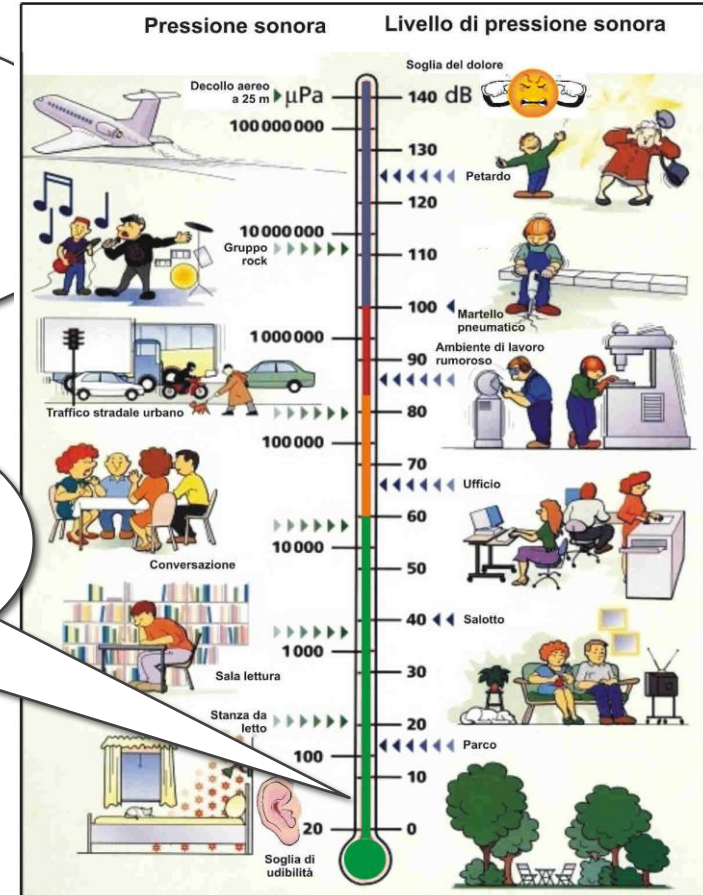 Pressione sonora
Livello di pressione sonora
Soglia del dolore
Decollo aereo
a 25 m
μPa
140 dB
100 000 000
130
Petardo
120
10 000 000
Gruppo
rock
110
100
Martello
pneumatico
1 000 000
Ambiente di lavoro
rumoroso
90
Traffico stradale urbano
80
100 000
70
Ufficio
60
10 000
Conversazione
50
40
Salotto
1 000
Sala lettura
30
Stanza da
letto
20
Parco
100
10
20
0
Soglia di
udibilità